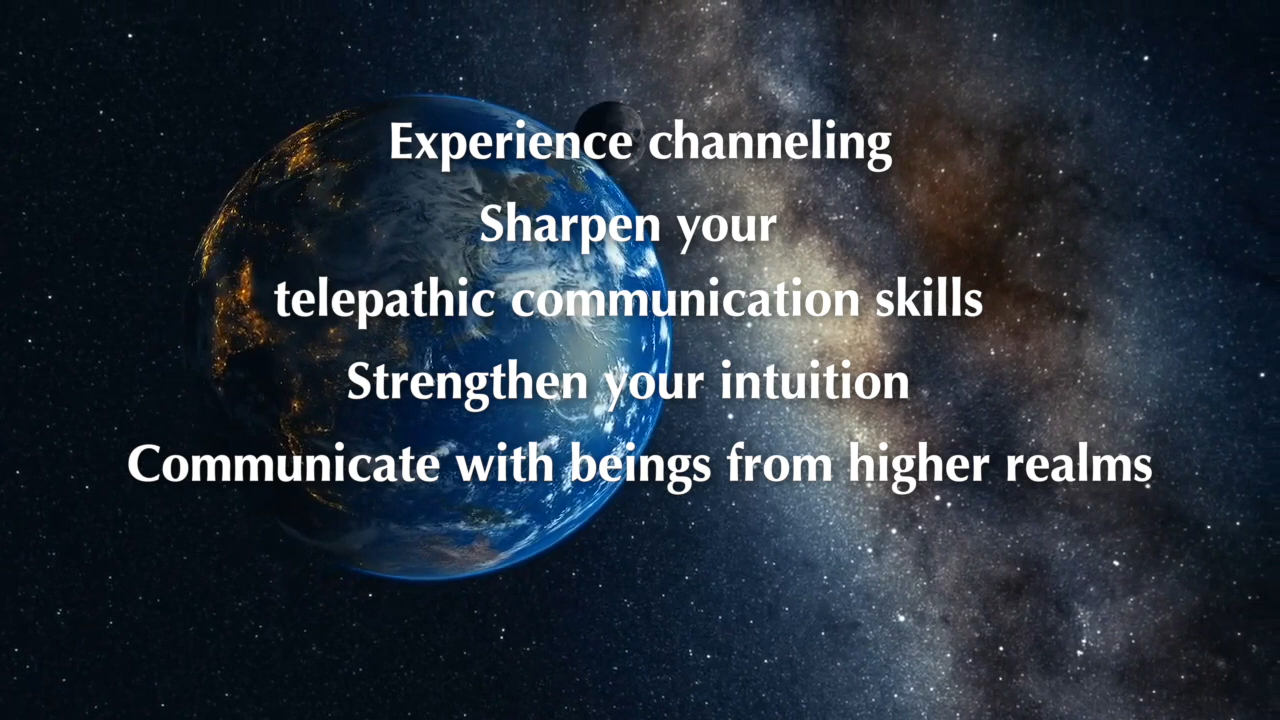 Experience channeling
Sharpen your
telepathic communication skills
Strengthen your intuition
Communicate with beings from higher realms